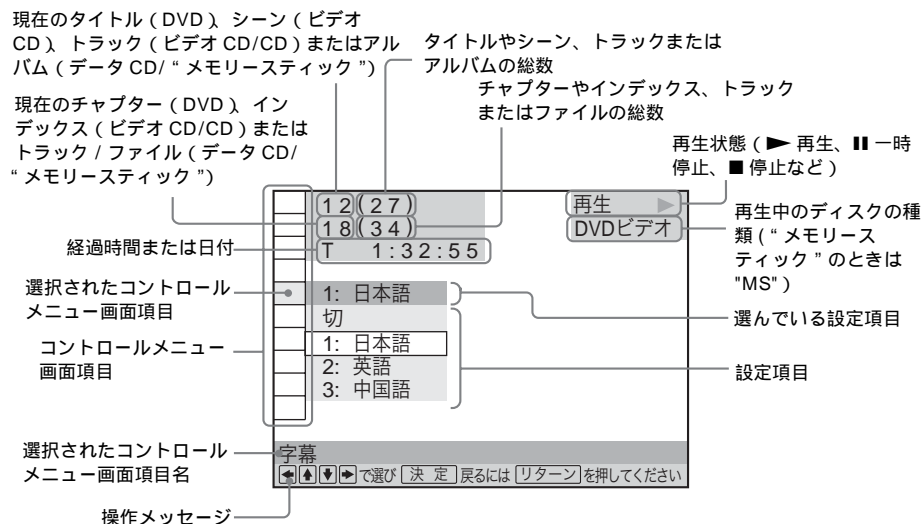 現在のタイトル（DVD）、シーン（ビデオ
CD）、トラック（ビデオ CD/CD）またはアル
バム（データ CD/“ メモリースティック ”）
タイトルやシーン、トラックまたは
アルバムの総数
チャプターやインデックス、トラック
またはファイルの総数
現在のチャプター（DVD）、イン
デックス（ビデオ CD/CD）または
トラック / ファイル（データ CD/
“ メモリースティック ”）
再生状態（▶ 再生、II 一時
停止、■ 停止など）
12(27)
18(34)
T 1:32:55
再生 ▶
DVDビデオ
再生中のディスクの種
類（“ メモリース
ティック ” のときは
"MS"）
経過時間または日付
選択されたコントロール
メニュー画面項目
コントロールメニュー
画面項目
1: 日本語
切
1: 日本語
2: 英語
3: 中国語
選んでいる設定項目
設定項目
選択されたコントロール
メニュー画面項目名
字幕
←↑↓→で選び 決 定 戻るには リターン を押してください
操作メッセージ